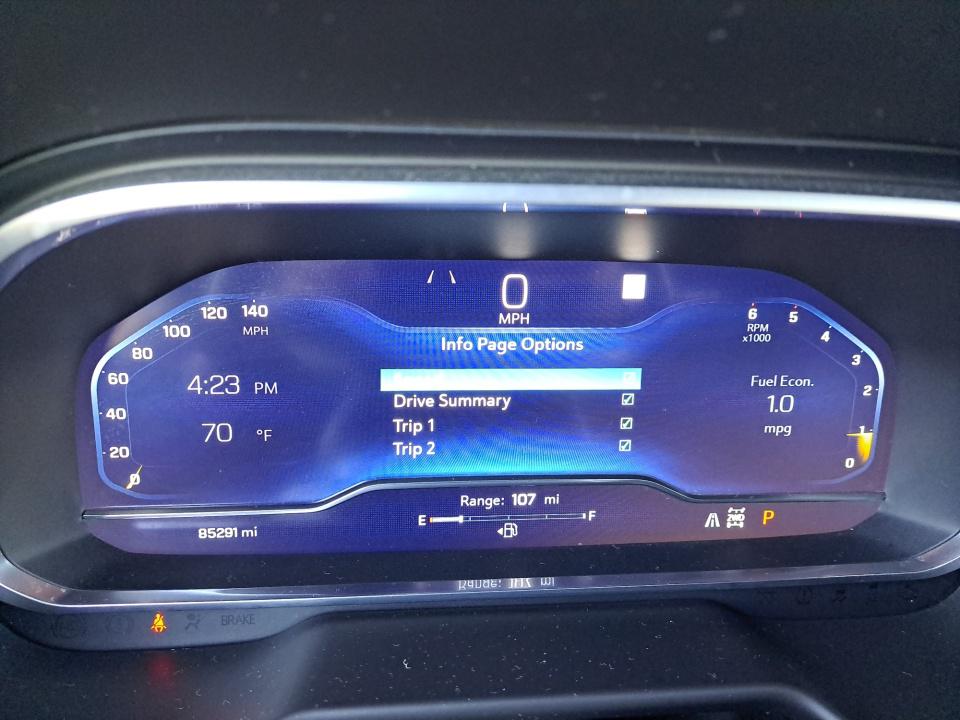 0
MPH
120 140
100 MPH
80
60
40
20
0
4:23 PM
70 °F
Info Page Options
Drive Summary
Trip 1
Trip 2
6 5
RPM
x1000
4
3
2
1
0
Fuel Econ.
1.0
mpg
Range: 107 mi
E F
85291 mi
2WD
P
BRAKE